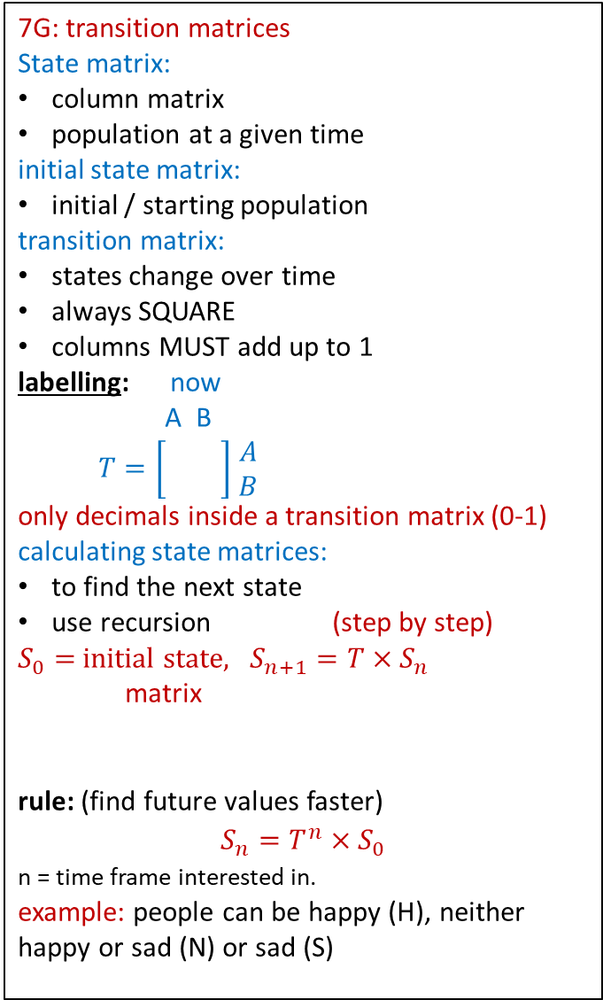 7G: transition matrices
State matrix:
• column matrix
• population at a given time
initial state matrix:
• initial / starting population
transition matrix:
• states change over time
• always SQUARE
• columns MUST add up to 1
labelling: now
A B
T = [ ] A
B
only decimals inside a transition matrix (0-1)
calculating state matrices:
• to find the next state
• use recursion (step by step)
S₀ = initial state, Sₙ₊₁ = T × Sₙ
matrix
rule: (find future values faster)
Sₙ = Tⁿ × S₀
n = time frame interested in.
example: people can be happy (H), neither
happy or sad (N) or sad (S)